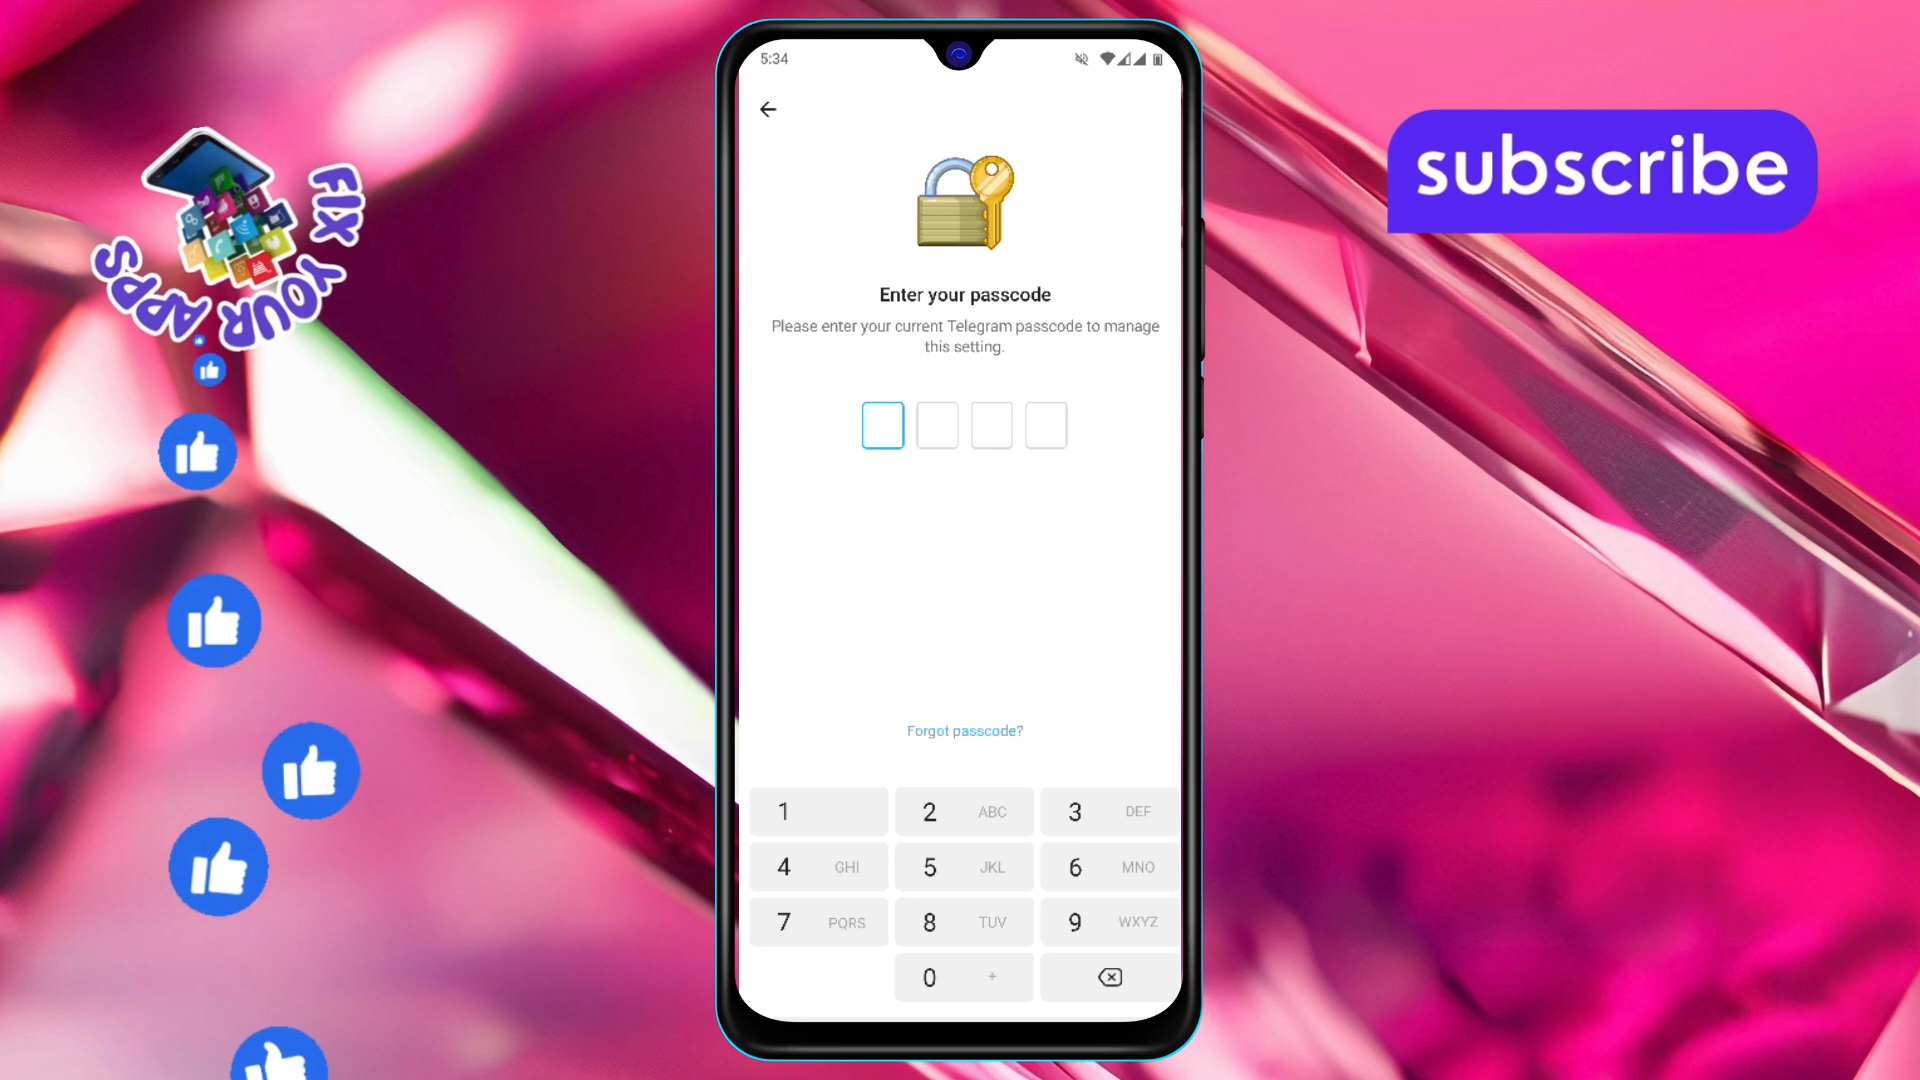 FIX YOUR APPS
subscribe
5:34
Enter your passcode
Please enter your current Telegram passcode to manage
this setting.
Forgot passcode?
1
2 ABC
3 DEF
4 GHI
5 JKL
6 MNO
7 PQRS
8 TUV
9 WXYZ
0 +